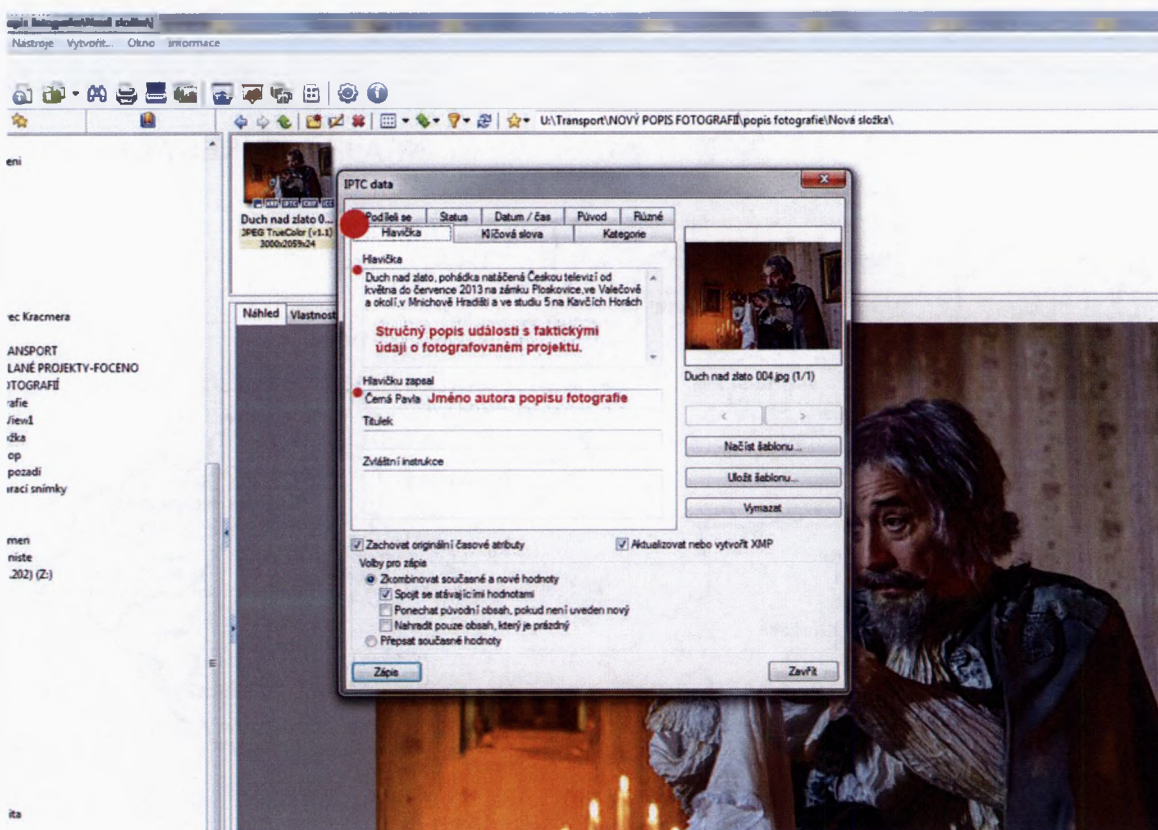 Nástroje Vytvořit... Okno Informace
U:\Transport\NOVÝ POPIS FOTOGRAFIÍ\popis fotografie\Nová složka\
eni
ec Kracmera
ANSPORT
LANÉ PROJEKTY-FOCENO
OTOGRAFIÍ
rafie
View1
ožka
op
pozadi
rací snímky
men
niste
.202) (Z:)
ita
Duch nad zlato 0...
JPEG TrueColor (v1.1)
3000x2059x24
Náhled Vlastnost
IPTC data
Podíleli se Status Datum / čas Původ Různé
Hlavička Klíčová slova Kategorie
Hlavička
Duch nad zlato, pohádka natáčená Českou televizí od
května do července 2013 na zámku Ploskovice,ve Valečově
a okolí,v Mnichově Hradišti a ve studiu 5 na Kavčích Horách
Stručný popis události s faktickými
údaji o fotografovaném projektu.
Hlavičku zapsal
Černá Pavla Jméno autora popisu fotografie
Titulek
Zvláštní instrukce
Duch nad zlato 004.jpg (1/1)
< >
Načíst šablonu...
Uložit šablonu...
Vymazat
Zachovat originální časové atributy
Aktualizovat nebo vytvořit XMP
Volby pro zápis
Zkombinovat současné a nové hodnoty
Spojit se stávajícími hodnotami
Ponechat původní obsah, pokud není uveden nový
Nahradit pouze obsah, který je prázdný
Přepsat současné hodnoty
Zápis
Zavřít